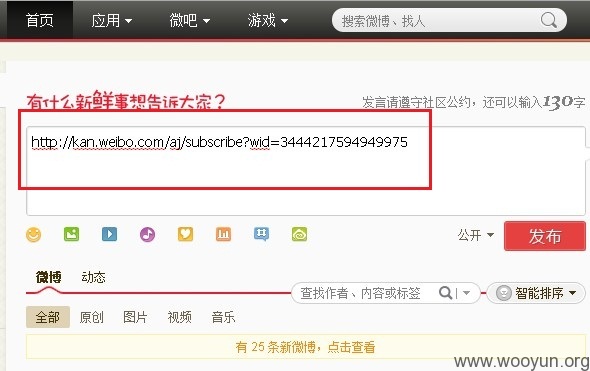 首页 应用 微吧 游戏 搜索微博、找人
有什么新鲜事想告诉大家? 发言请遵守社区公约，还可以输入130字
http://kan.weibo.com/aj/subscribe?wid=3444217594949975
公开 发布
微博 动态
查找作者、内容或标签 智能排序
全部 原创 图片 视频 音乐
有 25 条新微博，点击查看
www.wooyun.org